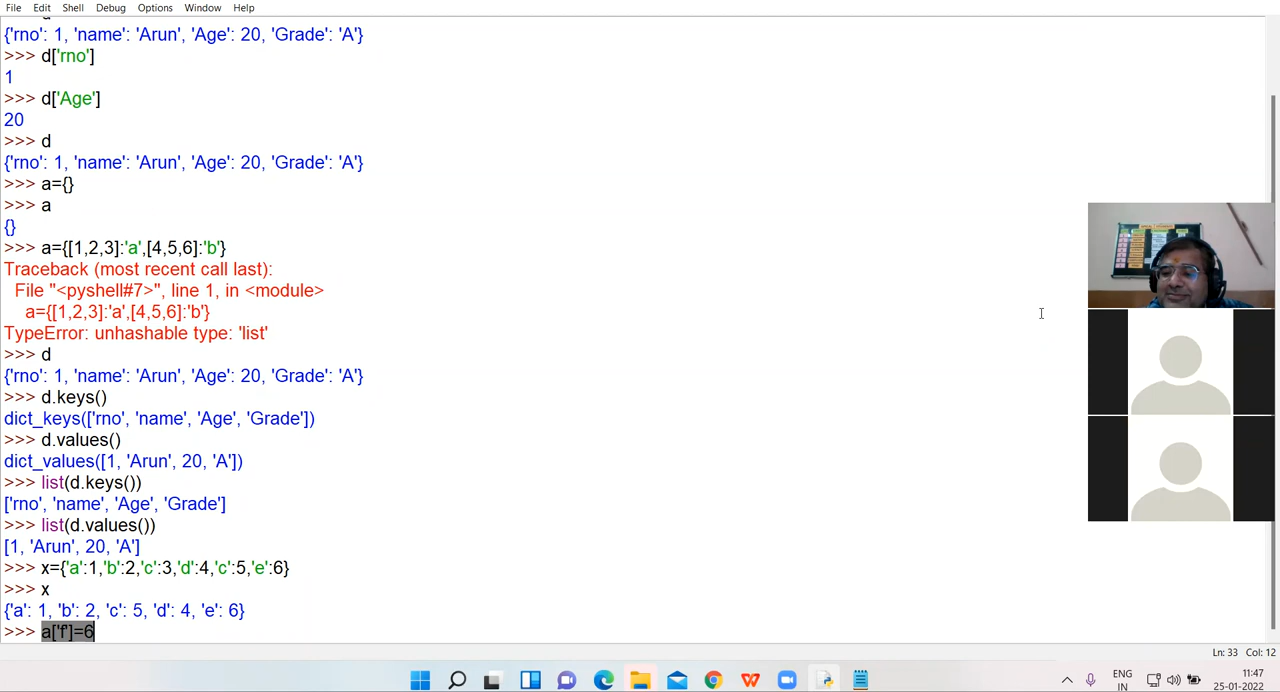 File Edit Shell Debug Options Window Help
{'rno': 1, 'name': 'Arun', 'Age': 20, 'Grade': 'A'}
>>> d['rno']
1
>>> d['Age']
20
>>> d
{'rno': 1, 'name': 'Arun', 'Age': 20, 'Grade': 'A'}
>>> a={}
>>> a
{}
>>> a={[1,2,3]:'a',[4,5,6]:'b'}
Traceback (most recent call last):
File "<pyshell#7>", line 1, in <module>
a={[1,2,3]:'a',[4,5,6]:'b'}
TypeError: unhashable type: 'list'
>>> d
{'rno': 1, 'name': 'Arun', 'Age': 20, 'Grade': 'A'}
>>> d.keys()
dict_keys(['rno', 'name', 'Age', 'Grade'])
>>> d.values()
dict_values([1, 'Arun', 20, 'A'])
>>> list(d.keys())
['rno', 'name', 'Age', 'Grade']
>>> list(d.values())
[1, 'Arun', 20, 'A']
>>> x={'a':1,'b':2,'c':3,'d':4,'c':5,'e':6}
>>> x
{'a': 1, 'b': 2, 'c': 5, 'd': 4, 'e': 6}
>>> a['f']=6
Ln: 33 Col: 12
ENG
IN
11:47
25-01-2022